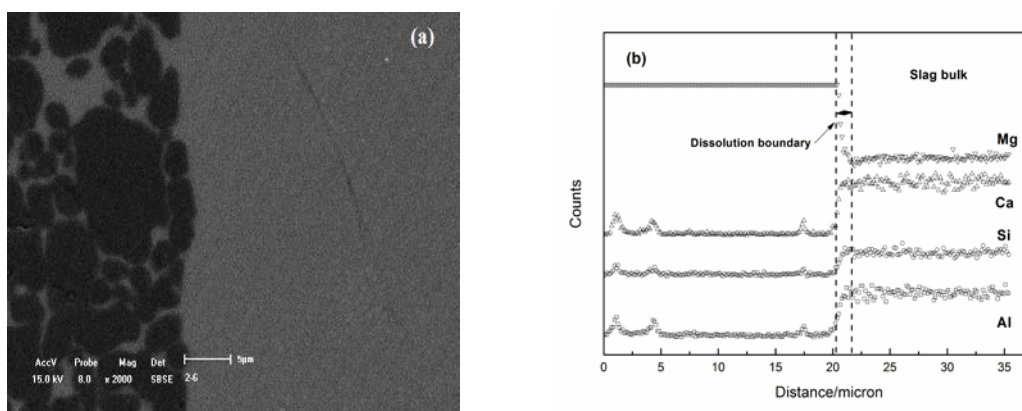 (a)
AccV Probe Mag Det
15.0 kV 8.0 x 2000 SBSE 2-6
5µm
(b)
Slag bulk
Dissolution boundary
Mg
Ca
Si
Al
Counts
0 5 10 15 20 25 30 35
Distance/micron